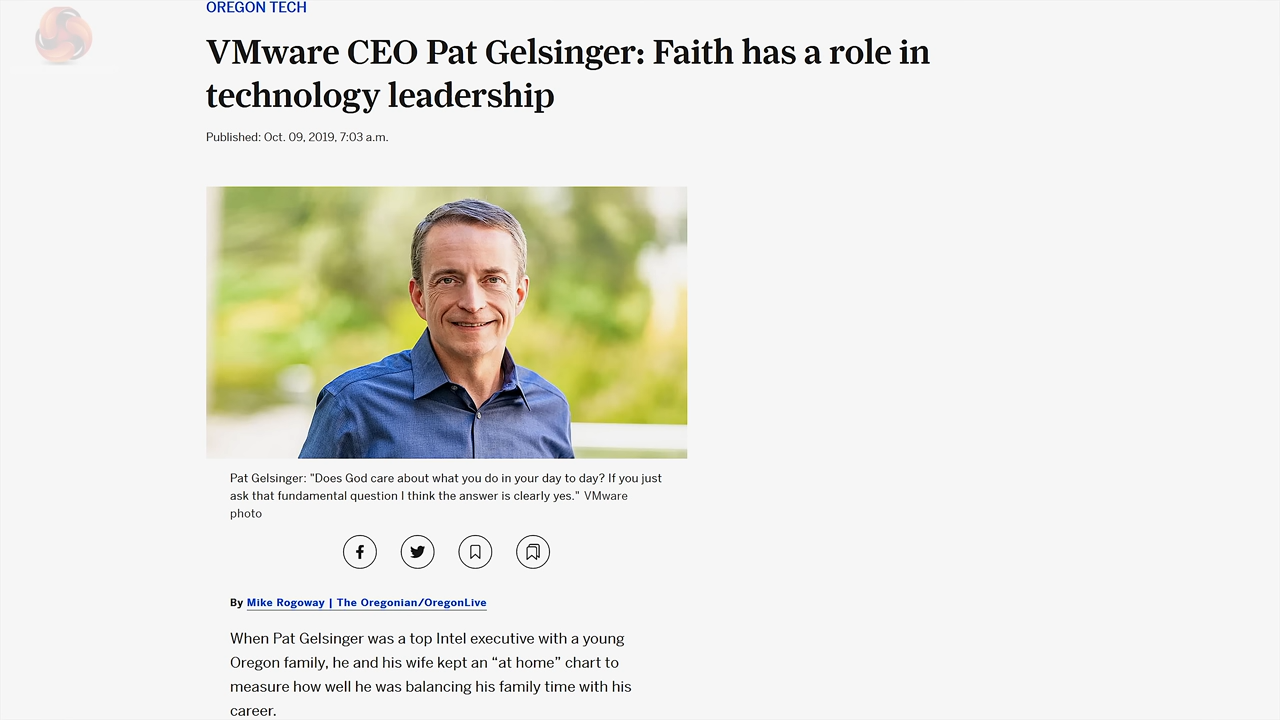 OREGON TECH
VMware CEO Pat Gelsinger: Faith has a role in
technology leadership
Published: Oct. 09, 2019, 7:03 a.m.
Pat Gelsinger: "Does God care about what you do in your day to day? If you just
ask that fundamental question I think the answer is clearly yes." VMware
photo
By Mike Rogoway | The Oregonian/OregonLive
When Pat Gelsinger was a top Intel executive with a young
Oregon family, he and his wife kept an “at home” chart to
measure how well he was balancing his family time with his
career.